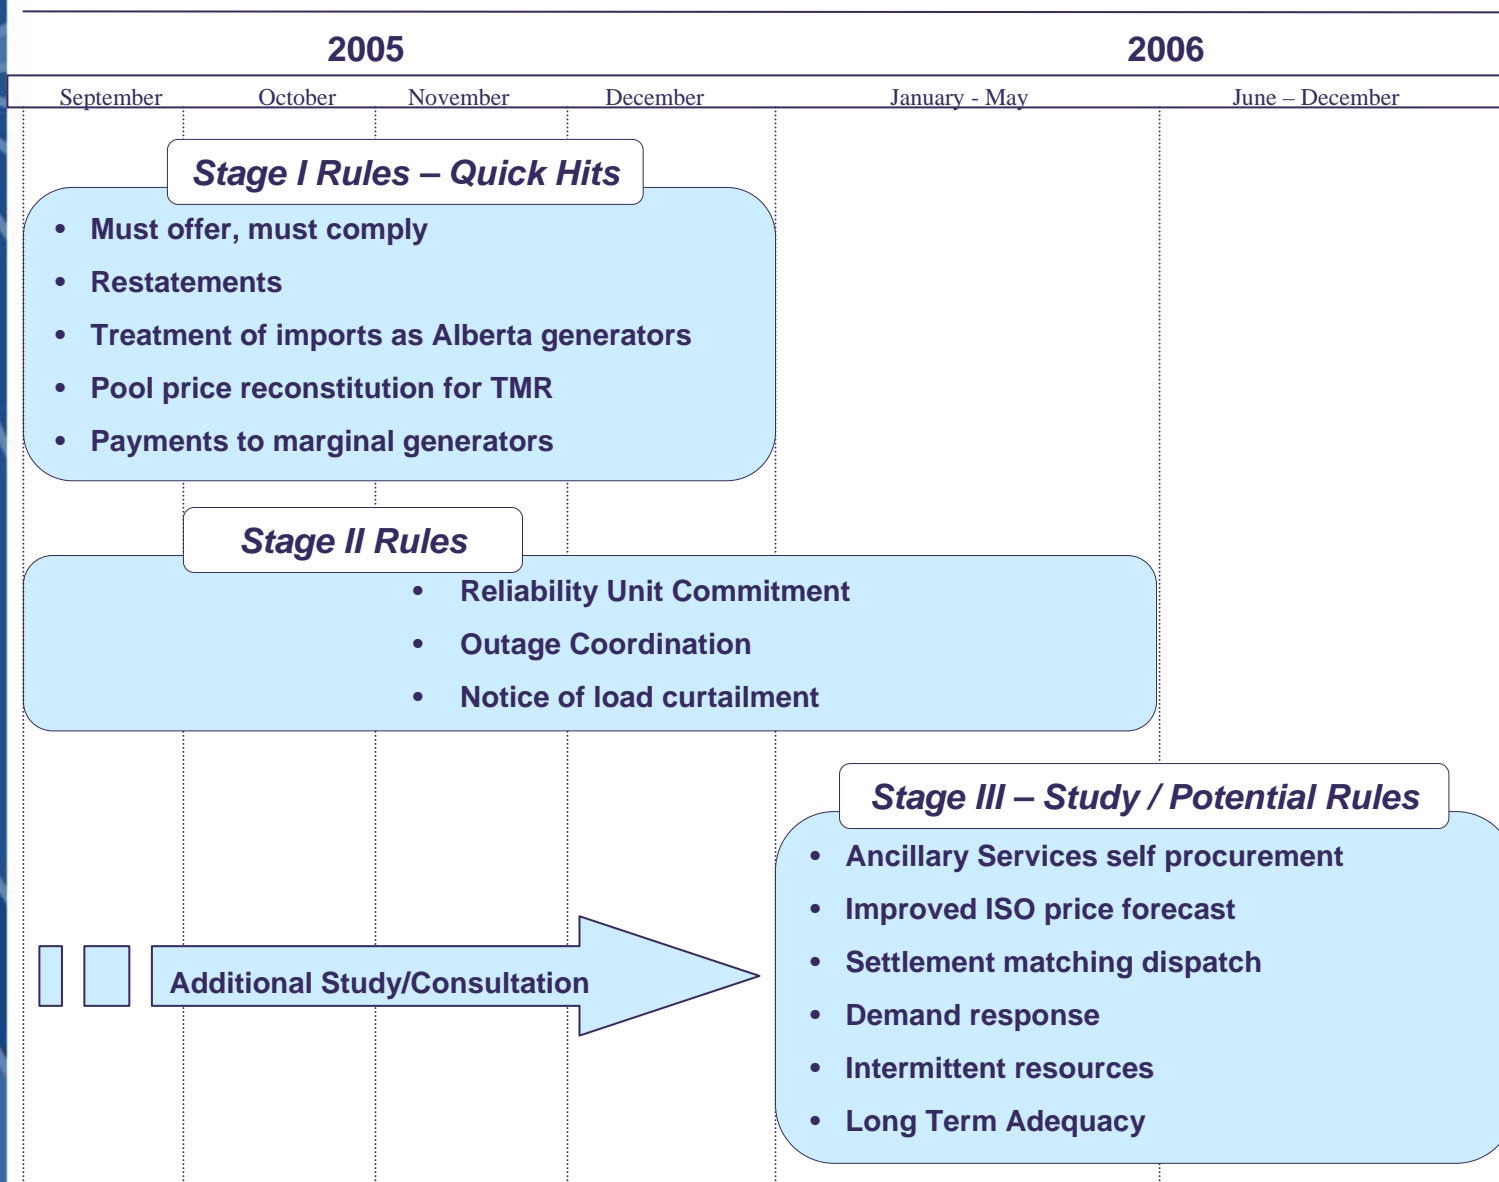 2005 2006
September October November December January - May June – December
Stage I Rules – Quick Hits
• Must offer, must comply
• Restatements
• Treatment of imports as Alberta generators
• Pool price reconstitution for TMR
• Payments to marginal generators
Stage II Rules
• Reliability Unit Commitment
• Outage Coordination
• Notice of load curtailment
Stage III – Study / Potential Rules
• Ancillary Services self procurement
• Improved ISO price forecast
• Settlement matching dispatch
• Demand response
• Intermittent resources
• Long Term Adequacy
Additional Study/Consultation